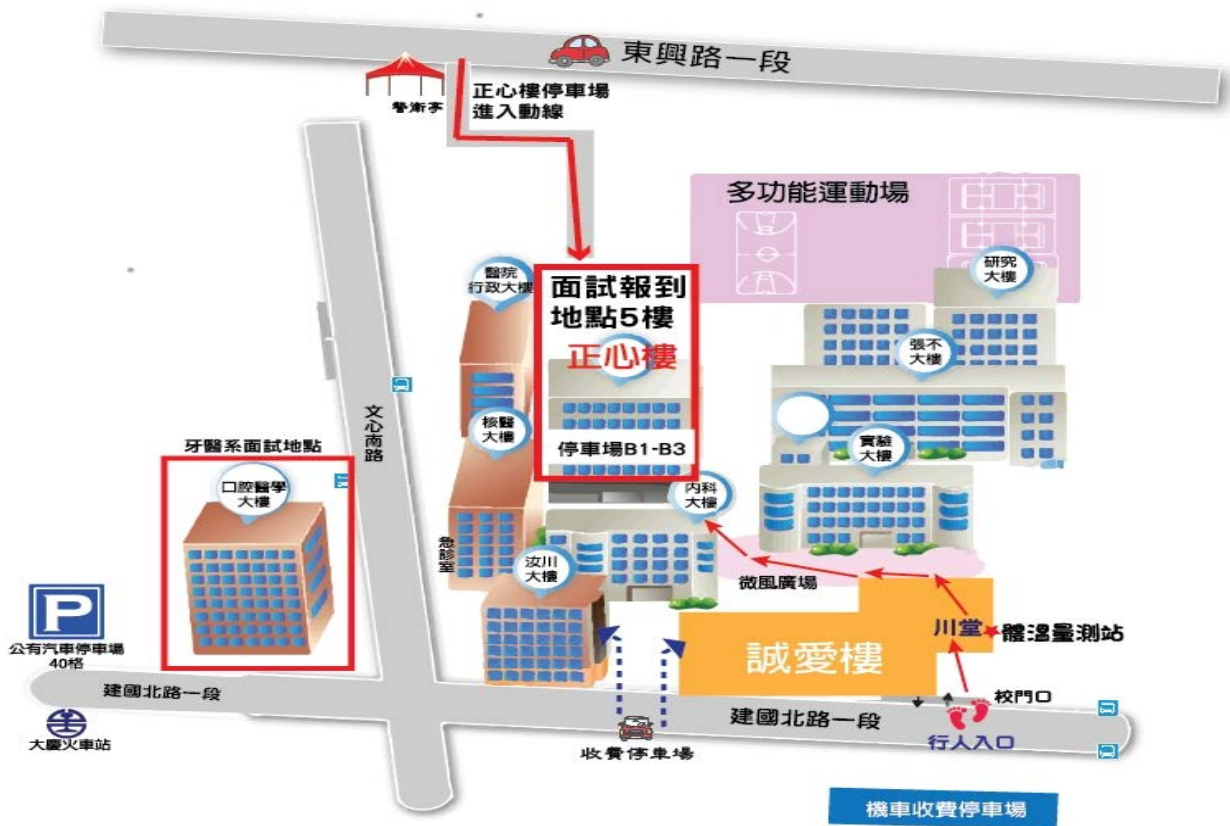 東興路一段
警衛亭
正心樓停車場
進入動線
多功能運動場
醫院
行政大樓
面試報到
地點5樓
正心樓
研究
大樓
張不
大樓
文心南路
核醫
大樓
停車場B1-B3
實驗
大樓
牙醫系面試地點
口腔醫學
大樓
內科
大樓
急診室
汝川
大樓
微風廣場
P
公有汽車停車場
40格
川堂
體溫量測站
誠愛樓
建國北路一段
校門口
建國北路一段
大慶火車站
收費停車場
行人入口
機車收費停車場